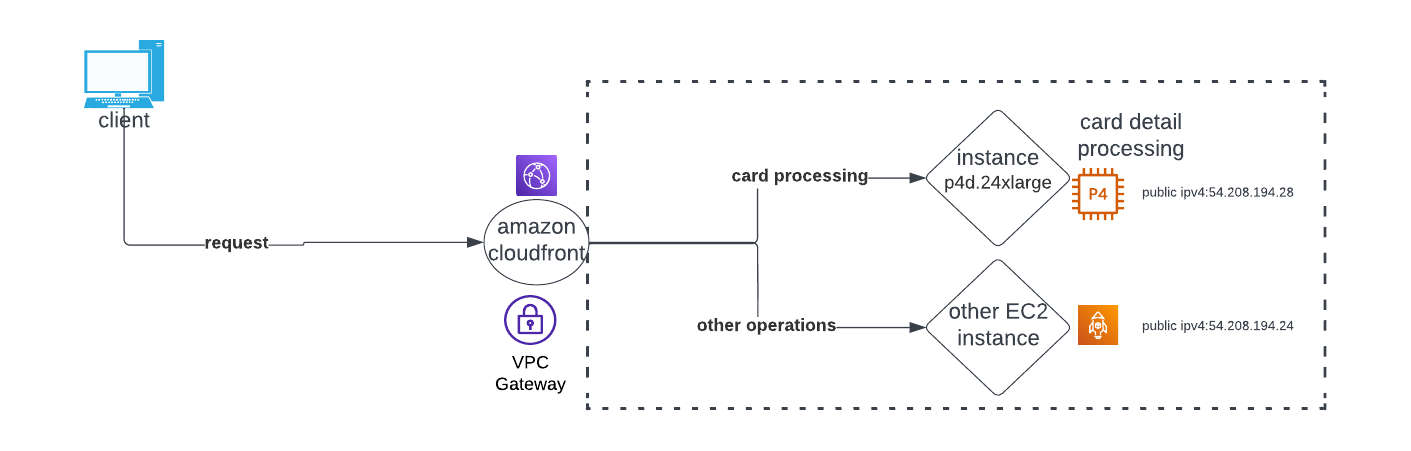 client
request
amazon
cloudfront
VPC
Gateway
card processing
instance
p4d.24xlarge
card detail
processing
P4
public ipv4:54.208.194.28
other operations
other EC2
instance
public ipv4:54.208.194.24